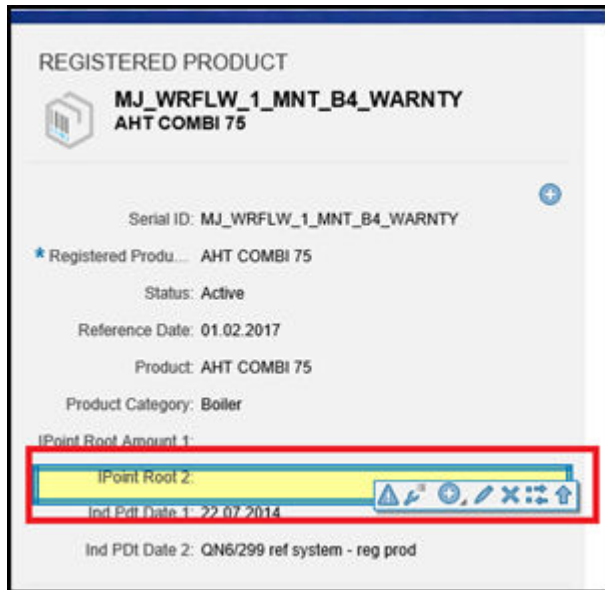 REGISTERED PRODUCT
MJ_WRFLW_1_MNT_B4_WARNTY
AHT COMBI 75
Serial ID: MJ_WRFLW_1_MNT_B4_WARNTY
* Registered Produ... AHT COMBI 75
Status: Active
Reference Date: 01.02.2017
Product: AHT COMBI 75
Product Category: Boiler
IPoint Root Amount 1:
IPoint Root 2:
Ind Pdt Date 1: 22.07.2014
Ind PDt Date 2: QN6/299 ref system - reg prod